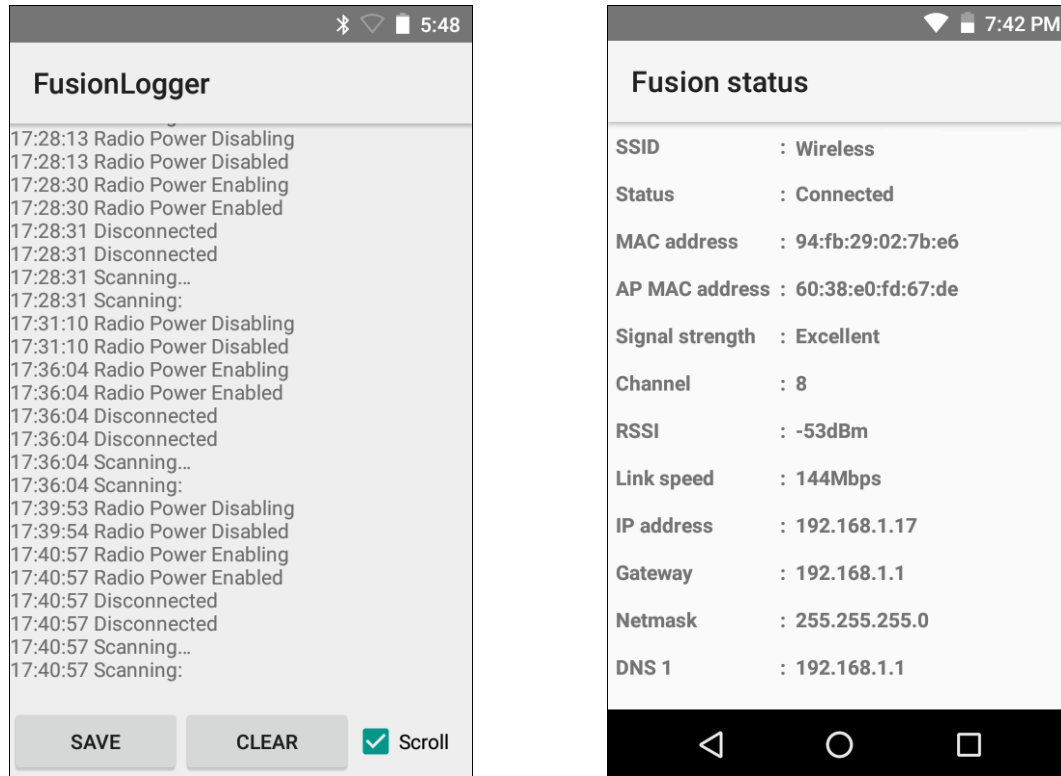 5:48
FusionLogger
17:28:13 Radio Power Disabling
17:28:13 Radio Power Disabled
17:28:30 Radio Power Enabling
17:28:30 Radio Power Enabled
17:28:31 Disconnected
17:28:31 Disconnected
17:28:31 Scanning...
17:28:31 Scanning:
17:31:10 Radio Power Disabling
17:31:10 Radio Power Disabled
17:36:04 Radio Power Enabling
17:36:04 Radio Power Enabled
17:36:04 Disconnected
17:36:04 Disconnected
17:36:04 Scanning...
17:36:04 Scanning:
17:39:53 Radio Power Disabling
17:39:54 Radio Power Disabled
17:40:57 Radio Power Enabling
17:40:57 Radio Power Enabled
17:40:57 Disconnected
17:40:57 Disconnected
17:40:57 Scanning...
17:40:57 Scanning:
SAVE CLEAR Scroll
7:42 PM
Fusion status
SSID : Wireless
Status : Connected
MAC address : 94:fb:29:02:7b:e6
AP MAC address : 60:38:e0:fd:67:de
Signal strength : Excellent
Channel : 8
RSSI : -53dBm
Link speed : 144Mbps
IP address : 192.168.1.17
Gateway : 192.168.1.1
Netmask : 255.255.255.0
DNS 1 : 192.168.1.1